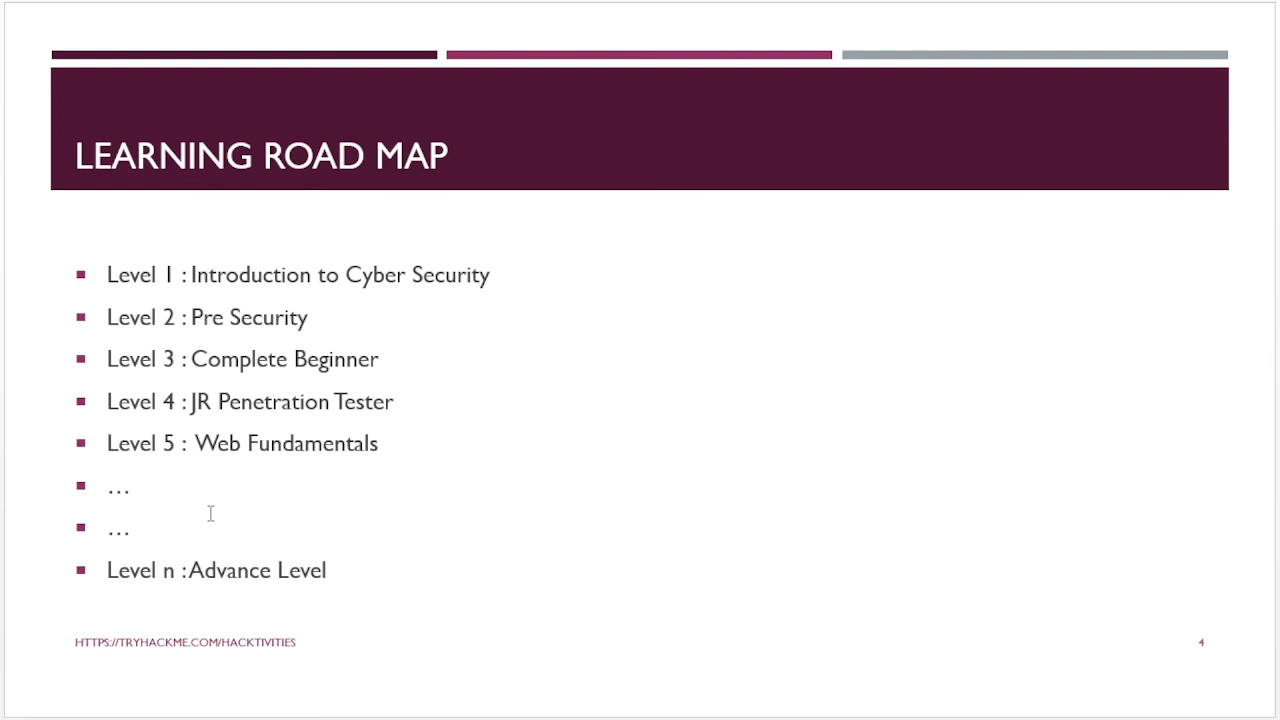 LEARNING ROAD MAP
Level 1 : Introduction to Cyber Security
Level 2 : Pre Security
Level 3 : Complete Beginner
Level 4 : JR Penetration Tester
Level 5 : Web Fundamentals
…
…
Level n : Advance Level
HTTPS://TRYHACKME.COM/HACKTIVITIES
4